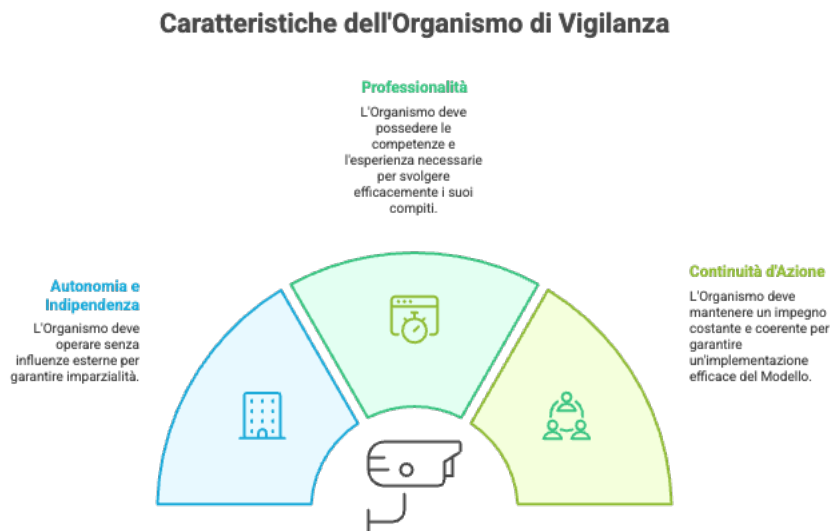 Caratteristiche dell'Organismo di Vigilanza
Professionalità
L'Organismo deve
possedere le
competenze e
l'esperienza necessarie
per svolgere
efficacemente i suoi
compiti.
Autonomia e
Indipendenza
L'Organismo deve
operare senza
influenze esterne per
garantire imparzialità.
Continuità d'Azione
L'Organismo deve
mantenere un impegno
costante e coerente per
garantire
un'implementazione
efficace del Modello.